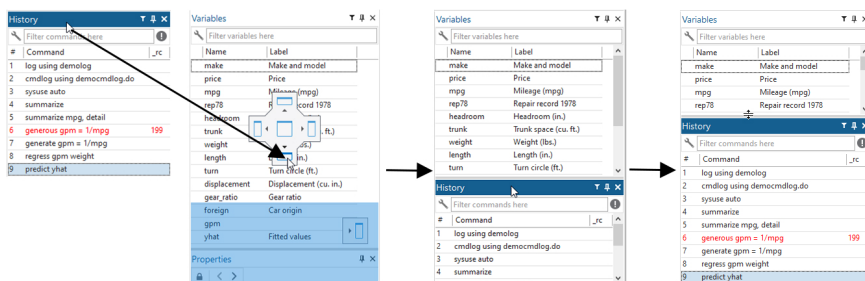 History
Filter commands here
# Command _rc
1 log using demolog
2 cmdlog using democmdlog.do
3 sysuse auto
4 summarize
5 summarize mpg, detail
6 generous gpm = 1/mpg 199
7 generate gpm = 1/mpg
8 regress gpm weight
9 predict yhat
Variables
Filter variables here
Name Label
make Make and model
price Price
mpg Mileage (mpg)
rep78 record 1978
headroom
trunk ft.)
weight lbs.)
length in.)
turn Turn circle (ft.)
displacement Displacement (cu. in.)
gear_ratio Gear ratio
foreign Car origin
gpm
yhat Fitted values
Properties
Variables
Filter variables here
Name Label
make Make and model
price Price
mpg Mileage (mpg)
rep78 Repair record 1978
headroom Headroom (in.)
trunk Trunk space (cu. ft.)
weight Weight (lbs.)
length Length (in.)
turn Turn circle (ft.)
History
Filter commands here
# Command _rc
1 log using demolog
2 cmdlog using democmdlog.do
3 sysuse auto
4 summarize
Variables
Filter variables here
Name Label
make Make and model
price Price
mpg Mileage (mpg)
rep78 Repair record 1978
History
Filter commands here
# Command _rc
1 log using demolog
2 cmdlog using democmdlog.do
3 sysuse auto
4 summarize
5 summarize mpg, detail
6 generous gpm = 1/mpg 199
7 generate gpm = 1/mpg
8 regress gpm weight
9 predict yhat